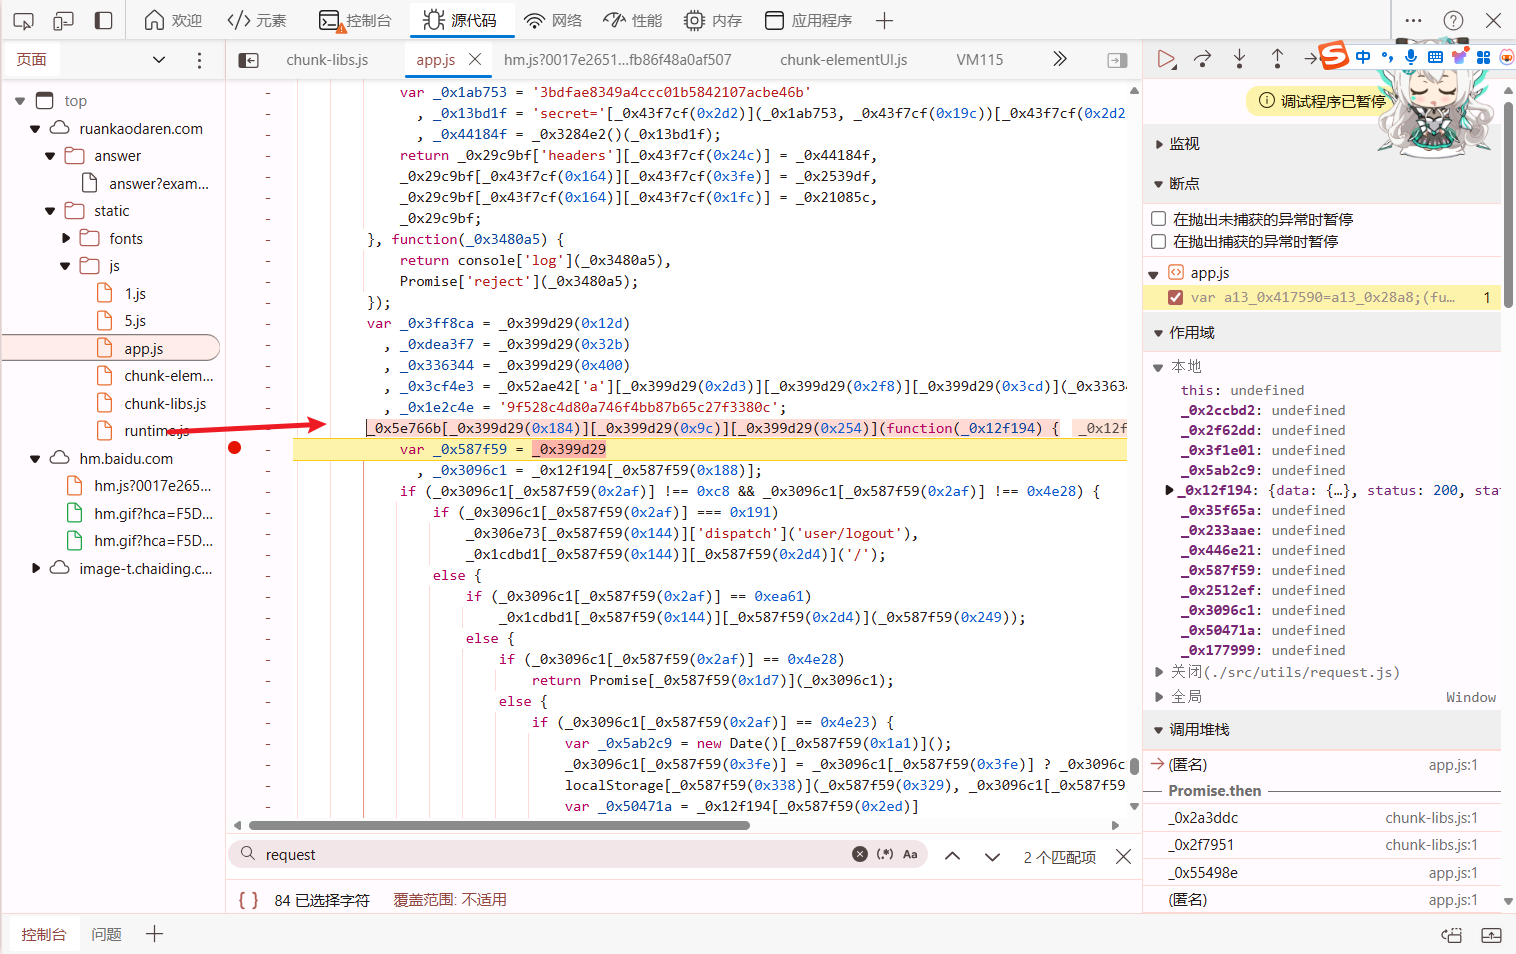 欢迎 元素 控制台 源代码 网络 性能 内存 应用程序
页面 chunk-libs.js app.js hm.js?0017e2651...fb86f48a0af507 chunk-elementUI.js VM115
中
top
ruankaodaren.com
answer
answer?exam...
static
fonts
js
1.js
5.js
app.js
chunk-elem...
chunk-libs.js
runtime.js
hm.baidu.com
hm.js?0017e265...
hm.gif?hca=F5D...
hm.gif?hca=F5D...
image-t.chaiding.c...
var _0x1ab753 = '3bdfae8349a4ccc01b5842107acbe46b'
, _0x13bd1f = 'secret='[_0x43f7cf(0x2d2)](_0x1ab753, _0x43f7cf(0x19c))[_0x43f7cf(0x2d2
, _0x44184f = _0x3284e2()(_0x13bd1f);
return _0x29c9bf['headers'][_0x43f7cf(0x24c)] = _0x44184f,
_0x29c9bf[_0x43f7cf(0x164)][_0x43f7cf(0x3fe)] = _0x2539df,
_0x29c9bf[_0x43f7cf(0x164)][_0x43f7cf(0x1fc)] = _0x21085c,
_0x29c9bf;
}, function(_0x3480a5) {
return console['log'](_0x3480a5),
Promise['reject'](_0x3480a5);
});
var _0x3ff8ca = _0x399d29(0x12d)
, _0xdea3f7 = _0x399d29(0x32b)
, _0x336344 = _0x399d29(0x400)
, _0x3cf4e3 = _0x52ae42['a'][_0x399d29(0x2d3)][_0x399d29(0x2f8)][_0x399d29(0x3cd)](_0x33634
, _0x1e2c4e = '9f528c4d80a746f4bb87b65c27f3380c';
_0x5e766b[_0x399d29(0x184)][_0x399d29(0x9c)][_0x399d29(0x254)](function(_0x12f194) { _0x12f
var _0x587f59 = _0x399d29
, _0x3096c1 = _0x12f194[_0x587f59(0x188)];
if (_0x3096c1[_0x587f59(0x2af)] !== 0xc8 && _0x3096c1[_0x587f59(0x2af)] !== 0x4e28) {
if (_0x3096c1[_0x587f59(0x2af)] === 0x191)
_0x306e73[_0x587f59(0x144)]['dispatch']('user/logout'),
_0x1cdbd1[_0x587f59(0x144)][_0x587f59(0x2d4)]('/');
else {
if (_0x3096c1[_0x587f59(0x2af)] == 0xea61)
_0x1cdbd1[_0x587f59(0x144)][_0x587f59(0x2d4)](_0x587f59(0x249));
else {
if (_0x3096c1[_0x587f59(0x2af)] == 0x4e28)
return Promise[_0x587f59(0x1d7)](_0x3096c1);
else {
if (_0x3096c1[_0x587f59(0x2af)] == 0x4e23) {
var _0x5ab2c9 = new Date()[_0x587f59(0x1a1)]();
_0x3096c1[_0x587f59(0x3fe)] = _0x3096c1[_0x587f59(0x3fe)] ? _0x3096c
localStorage[_0x587f59(0x338)](_0x587f59(0x329), _0x3096c1[_0x587f59
var _0x50471a = _0x12f194[_0x587f59(0x2ed)]
request (.*) Aa 2 个匹配项
{ } 84 已选择字符 覆盖范围: 不适用
调试程序已暂停
监视
断点
在抛出未捕获的异常时暂停
在抛出捕获的异常时暂停
app.js
var a13_0x417590=a13_0x28a8;(fu... 1
作用域
本地
this: undefined
_0x2ccbd2: undefined
_0x2f62dd: undefined
_0x3f1e01: undefined
_0x5ab2c9: undefined
_0x12f194: {data: {…}, status: 200, sta
_0x35f65a: undefined
_0x233aae: undefined
_0x446e21: undefined
_0x587f59: undefined
_0x2512ef: undefined
_0x3096c1: undefined
_0x50471a: undefined
_0x177999: undefined
关闭(./src/utils/request.js)
全局 Window
调用堆栈
(匿名) app.js:1
Promise.then
_0x2a3ddc chunk-libs.js:1
_0x2f7951 chunk-libs.js:1
_0x55498e app.js:1
(匿名) app.js:1
控制台 问题